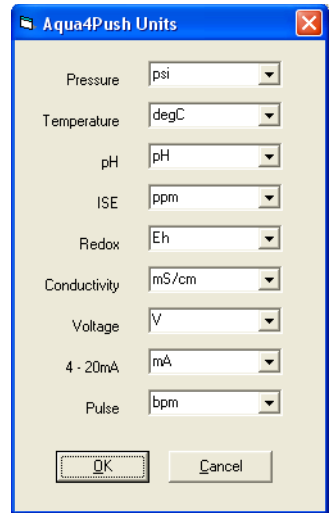 Aqua4Push Units
Pressure psi
Temperature degC
pH pH
ISE ppm
Redox Eh
Conductivity mS/cm
Voltage V
4 - 20mA mA
Pulse bpm
OK Cancel